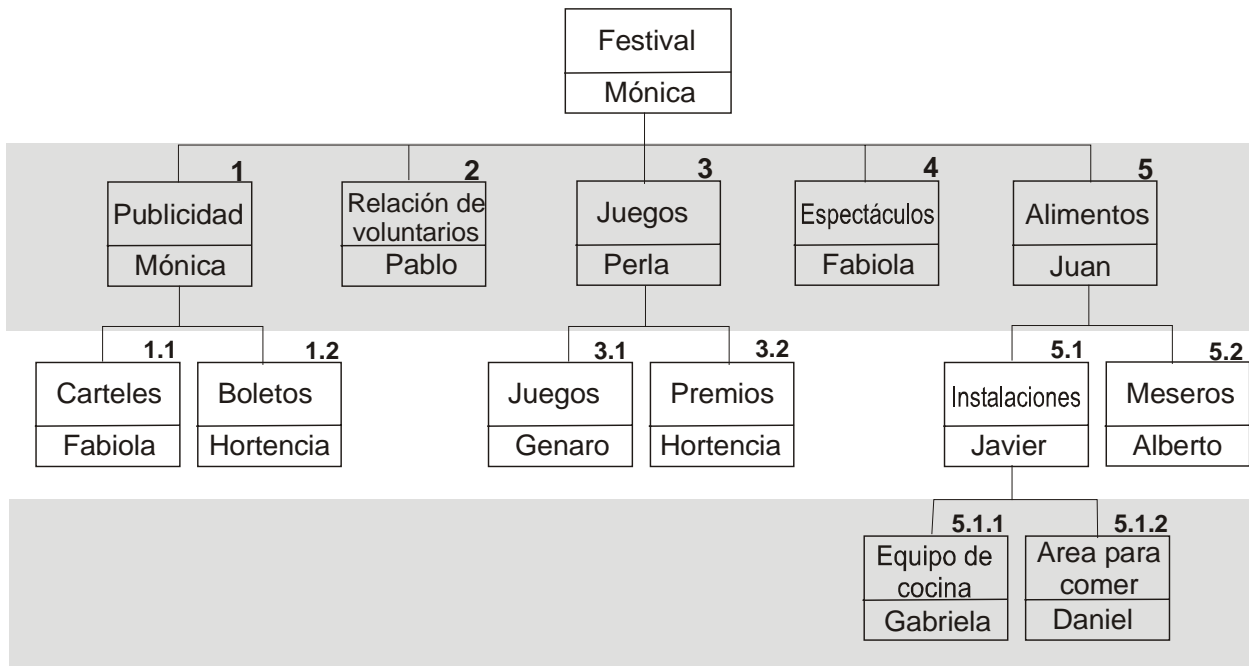 Festival
Mónica
1
2
3
4
5
Publicidad
Mónica
Relación de
voluntarios
Pablo
Juegos
Perla
Espectáculos
Fabiola
Alimentos
Juan
1.1
1.2
3.1
3.2
5.1
5.2
Carteles
Fabiola
Boletos
Hortencia
Juegos
Genaro
Premios
Hortencia
Instalaciones
Javier
Meseros
Alberto
5.1.1
5.1.2
Equipo de
cocina
Gabriela
Area para
comer
Daniel